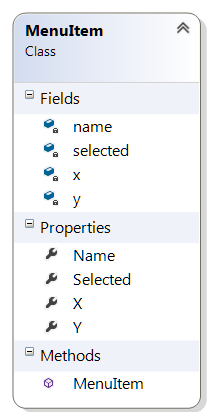 MenuItem
Class
Fields
name
selected
x
y
Properties
Name
Selected
X
Y
Methods
MenuItem